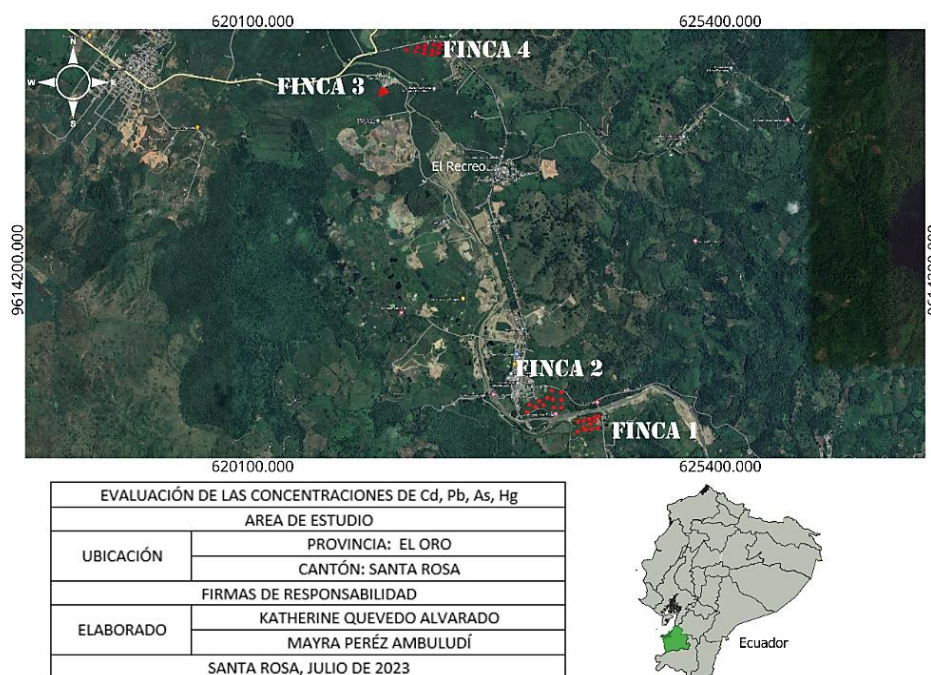 620100.000 625400.000
N
W E
S
FINCA 4
FINCA 3
El Recreo
9614200.000
FINCA 2
FINCA 1
620100.000 625400.000
EVALUACIÓN DE LAS CONCENTRACIONES DE Cd, Pb, As, Hg
AREA DE ESTUDIO
UBICACIÓN
PROVINCIA: EL ORO
CANTÓN: SANTA ROSA
FIRMAS DE RESPONSABILIDAD
ELABORADO
KATHERINE QUEVEDO ALVARADO
MAYRA PERÉZ AMBULUDÍ
SANTA ROSA, JULIO DE 2023
Ecuador